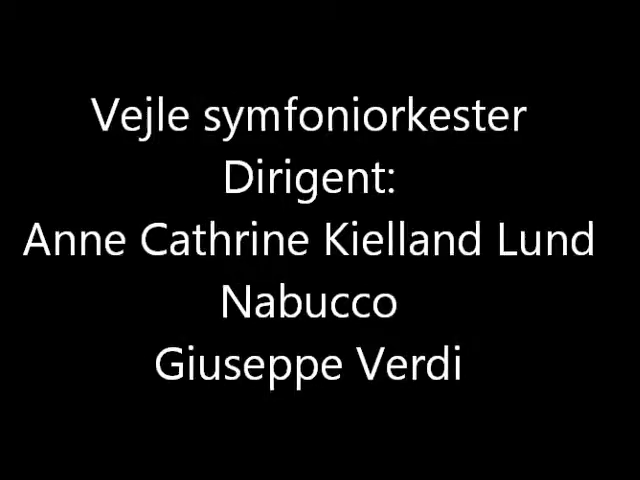 Vejle symfoniorkester
Dirigent:
Anne Cathrine Kielland Lund
Nabucco
Giuseppe Verdi